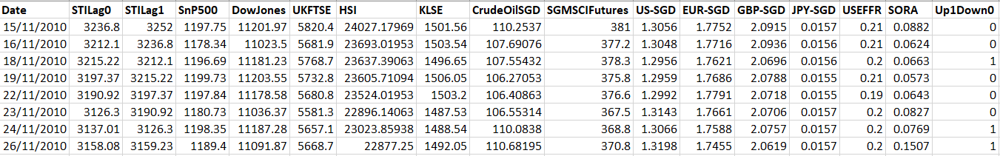 Date STILag0 STILag1 SnP500 DowJones UKFTSE HSI KLSE CrudeOilSGD SGMSCIFutures US-SGD EUR-SGD GBP-SGD JPY-SGD USEFFR SORA Up1Down0
15/11/2010 3236.8 3252 1197.75 11201.97 5820.4 24027.17969 1501.56 110.2537 381 1.3056 1.7752 2.0915 0.0157 0.21 0.0882 0
16/11/2010 3212.1 3236.8 1178.34 11023.5 5681.9 23693.01953 1503.54 107.69076 377.2 1.3048 1.7716 2.0936 0.0156 0.21 0.0624 0
18/11/2010 3215.22 3212.1 1196.69 11181.23 5768.7 23637.39063 1496.65 107.55432 378.3 1.2956 1.7621 2.0696 0.0156 0.2 0.0663 1
19/11/2010 3197.37 3215.22 1199.73 11203.55 5732.8 23605.71094 1506.05 106.27053 375.8 1.2959 1.7686 2.0788 0.0155 0.21 0.0573 0
22/11/2010 3190.92 3197.37 1197.84 11178.58 5680.8 23524.01953 1503.2 106.40863 376.6 1.2992 1.7791 2.0718 0.0155 0.19 0.0643 0
23/11/2010 3126.3 3190.92 1180.73 11036.37 5581.3 22896.14063 1487.53 106.55314 367.5 1.3143 1.7661 2.0706 0.0157 0.2 0.0827 0
24/11/2010 3137.01 3126.3 1198.35 11187.28 5657.1 23023.85938 1488.54 110.0838 368.8 1.3066 1.7588 2.0757 0.0157 0.2 0.0769 1
26/11/2010 3158.08 3159.23 1189.4 11091.87 5668.7 22877.25 1492.05 110.68195 370.8 1.3198 1.7455 2.0619 0.0157 0.2 0.1507 1